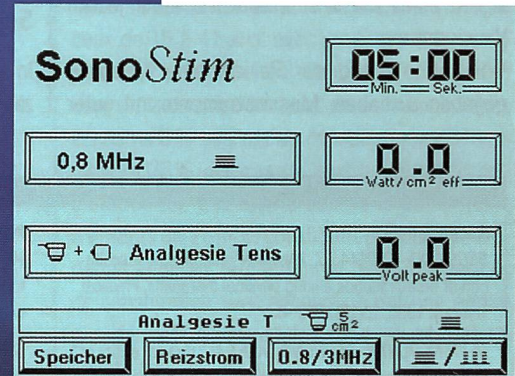 SonoStim
05:00
Min. Sek.
0,8 MHz
0.0
Watt/cm² eff
+ Analgesie Tens
0.0
Volt peak
Analgesie T 5 cm²
Speicher Reizstrom 0.8/3MHz /